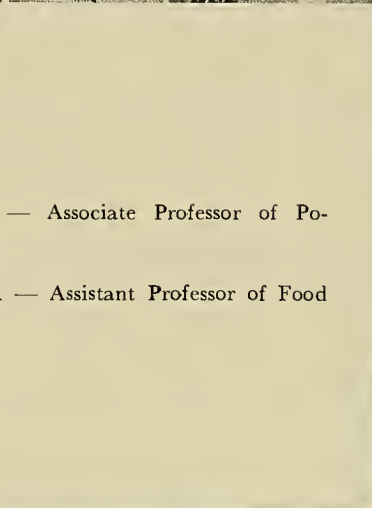 — Associate Professor of Po-
. — Assistant Professor of Food